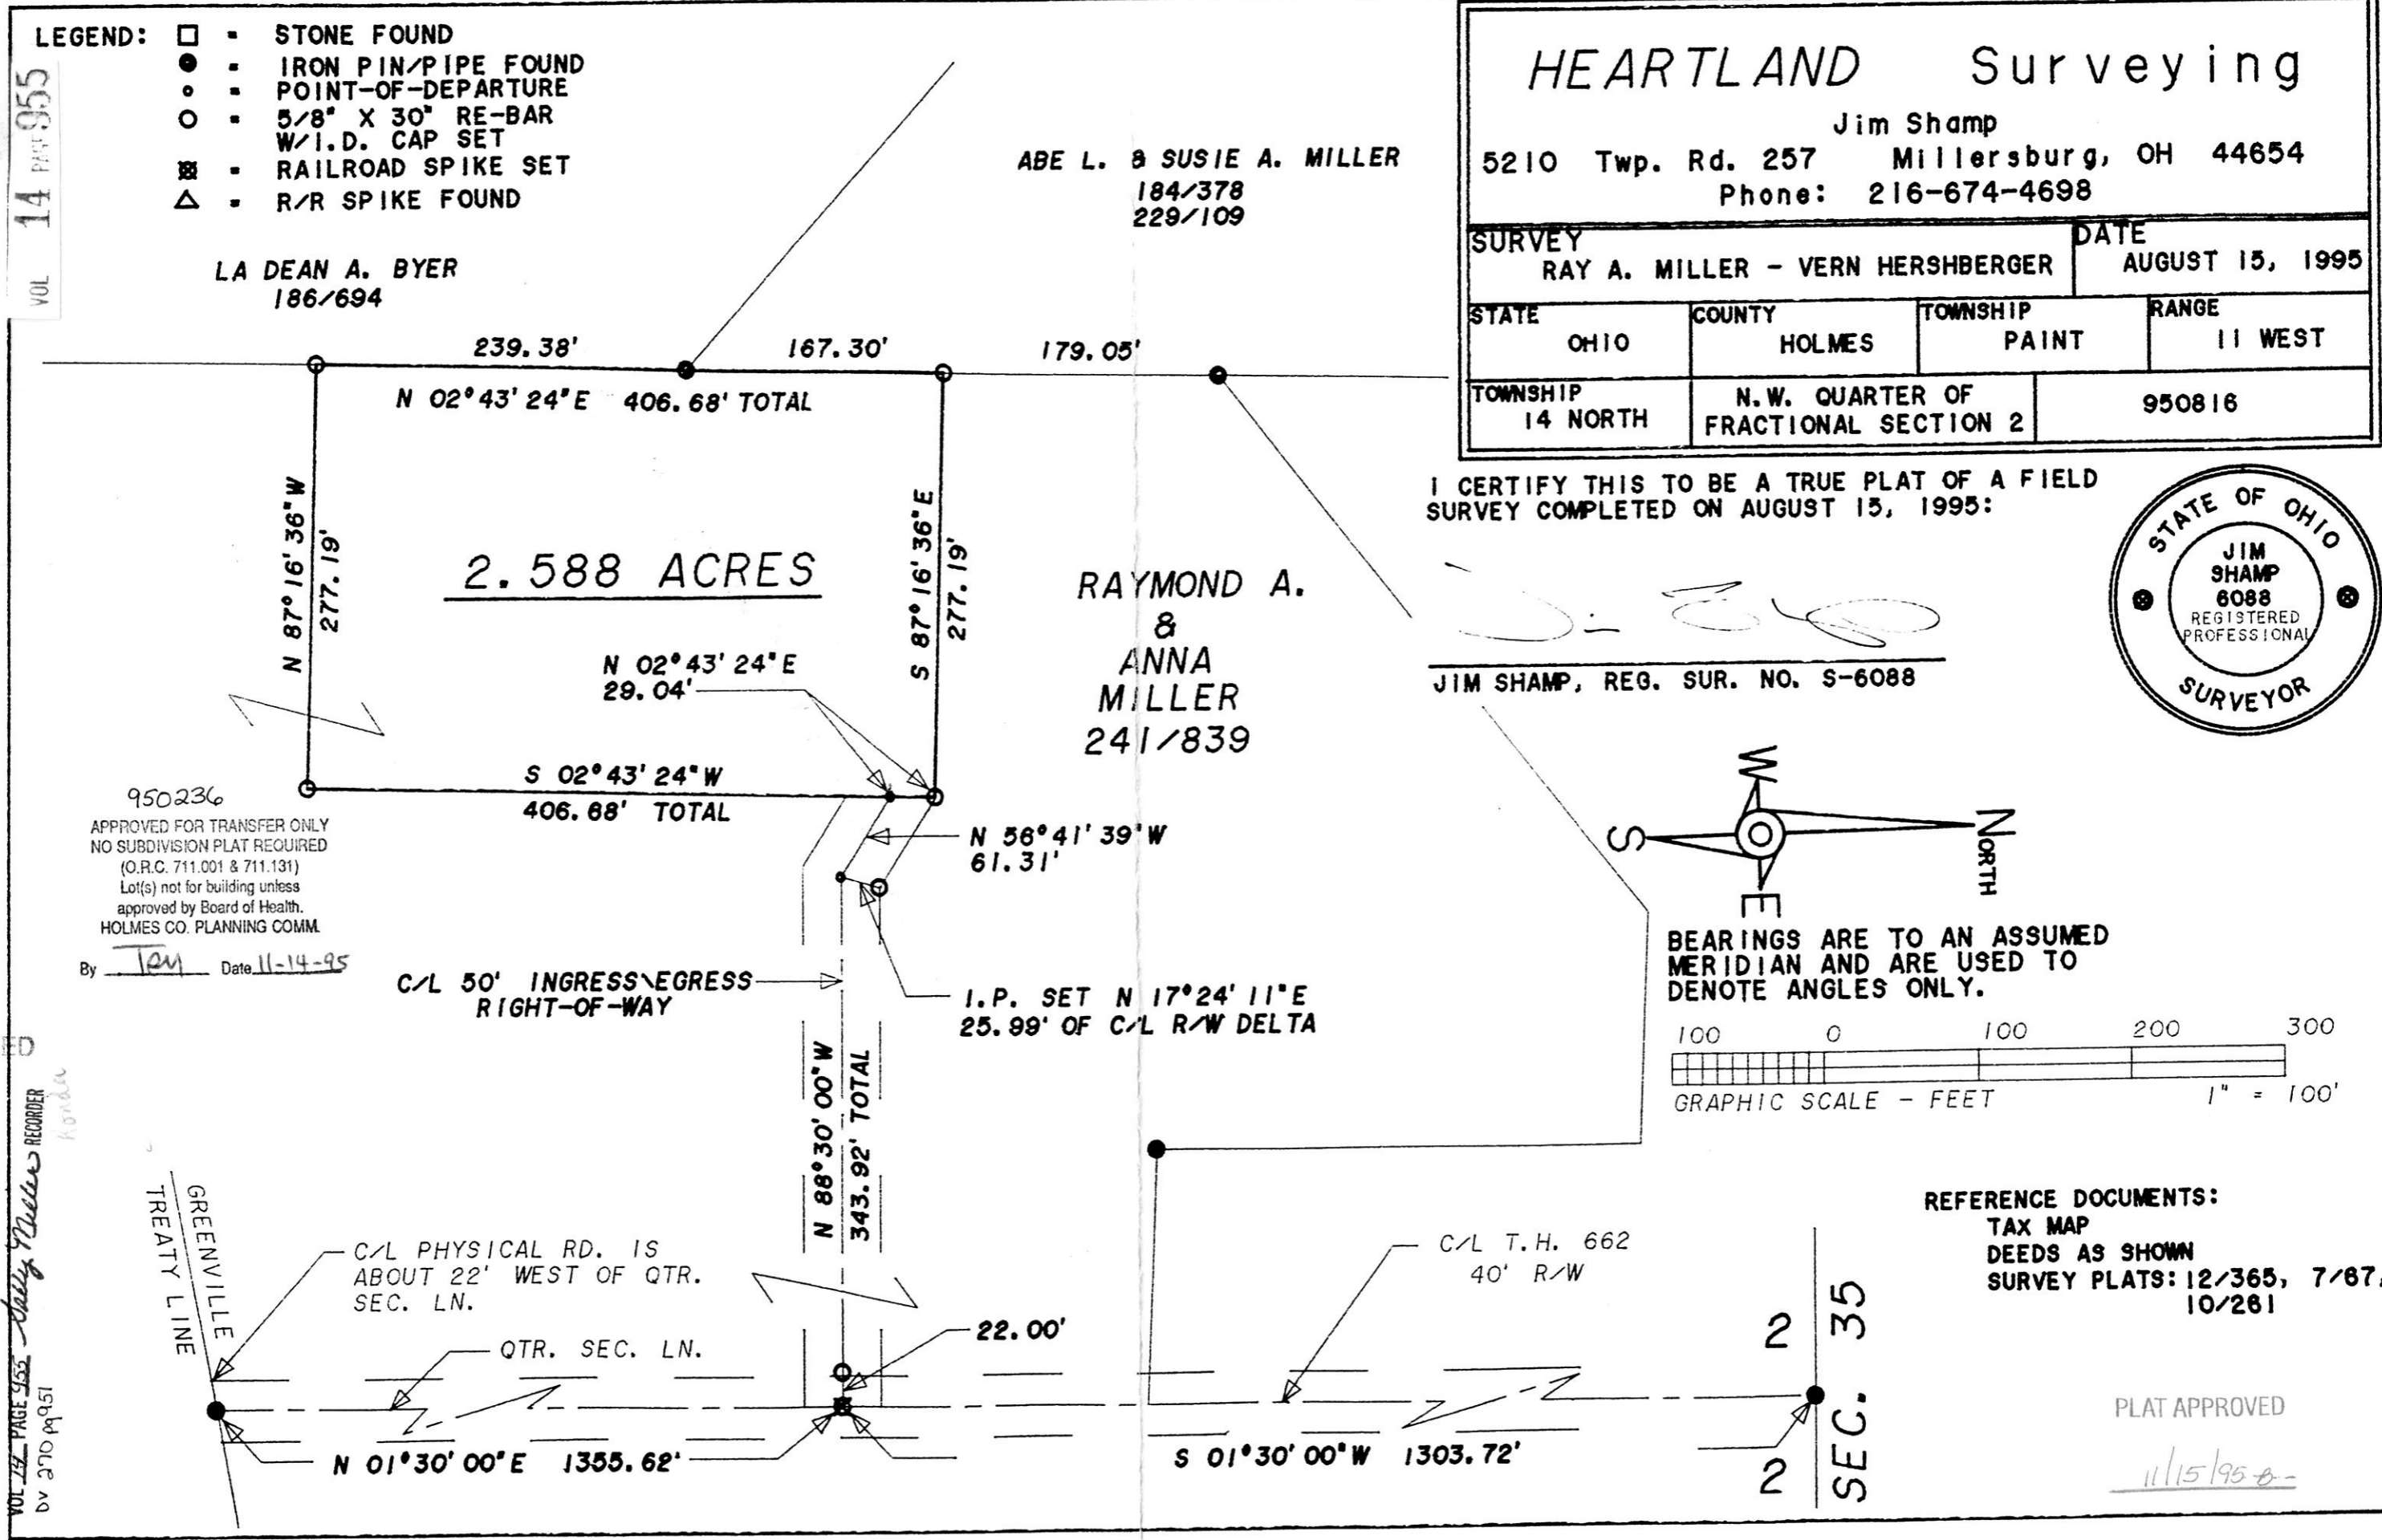 LEGEND: □ = STONE FOUND
● = IRON PIN/PIPE FOUND
∘ = POINT-OF-DEPARTURE
○ = 5/8" X 30" RE-BAR
W/I.D. CAP SET
= RAILROAD SPIKE SET
△ = R/R SPIKE FOUND
VOL 14 PAGE 955
LA DEAN A. BYER
186/694
ABE L. & SUSIE A. MILLER
184/378
229/109
HEARTLAND Surveying
Jim Shamp
5210 Twp. Rd. 257 Millersburg, OH 44654
Phone: 216-674-4698
SURVEY
RAY A. MILLER - VERN HERSHBERGER
DATE
AUGUST 15, 1995
STATE
OHIO
COUNTY
HOLMES
TOWNSHIP
PAINT
RANGE
11 WEST
TOWNSHIP
14 NORTH
N.W. QUARTER OF
FRACTIONAL SECTION 2
950816
239.38'
167.30'
179.05'
N 02°43'24"E 406.68' TOTAL
N 87°16'36"W
277.19'
2.588 ACRES
S 87°16'36"E
277.19'
N 02°43'24"E
29.04'
S 02°43'24"W
406.68' TOTAL
RAYMOND A.
&
ANNA
MILLER
241/839
I CERTIFY THIS TO BE A TRUE PLAT OF A FIELD
SURVEY COMPLETED ON AUGUST 15, 1995:
JIM SHAMP, REG. SUR. NO. S-6088
STATE OF OHIO
JIM
SHAMP
6088
REGISTERED
PROFESSIONAL
SURVEYOR
W
S
NORTH
E
BEARINGS ARE TO AN ASSUMED
MERIDIAN AND ARE USED TO
DENOTE ANGLES ONLY.
100 0 100 200 300
GRAPHIC SCALE - FEET 1" = 100'
950236
APPROVED FOR TRANSFER ONLY
NO SUBDIVISION PLAT REQUIRED
(O.R.C. 711.001 & 711.131)
Lot(s) not for building unless
approved by Board of Health.
HOLMES CO. PLANNING COMM.
By Date 11-14-95
N 56°41'39"W
61.31'
C/L 50' INGRESS\EGRESS
RIGHT-OF-WAY
I.P. SET N 17°24'11"E
25.99' OF C/L R/W DELTA
N 88°30'00"W
343.92' TOTAL
GREENVILLE
TREATY LINE
C/L PHYSICAL RD. IS
ABOUT 22' WEST OF QTR.
SEC. LN.
QTR. SEC. LN.
22.00'
C/L T.H. 662
40' R/W
N 01°30'00"E 1355.62'
S 01°30'00"W 1303.72'
2
2
SEC. 35
REFERENCE DOCUMENTS:
TAX MAP
DEEDS AS SHOWN
SURVEY PLATS: 12/365, 7/67,
10/261
PLAT APPROVED
11/15/95
ED
VOL 14 PAGE 955 Sally Miller RECORDER
DV 270 pg 951